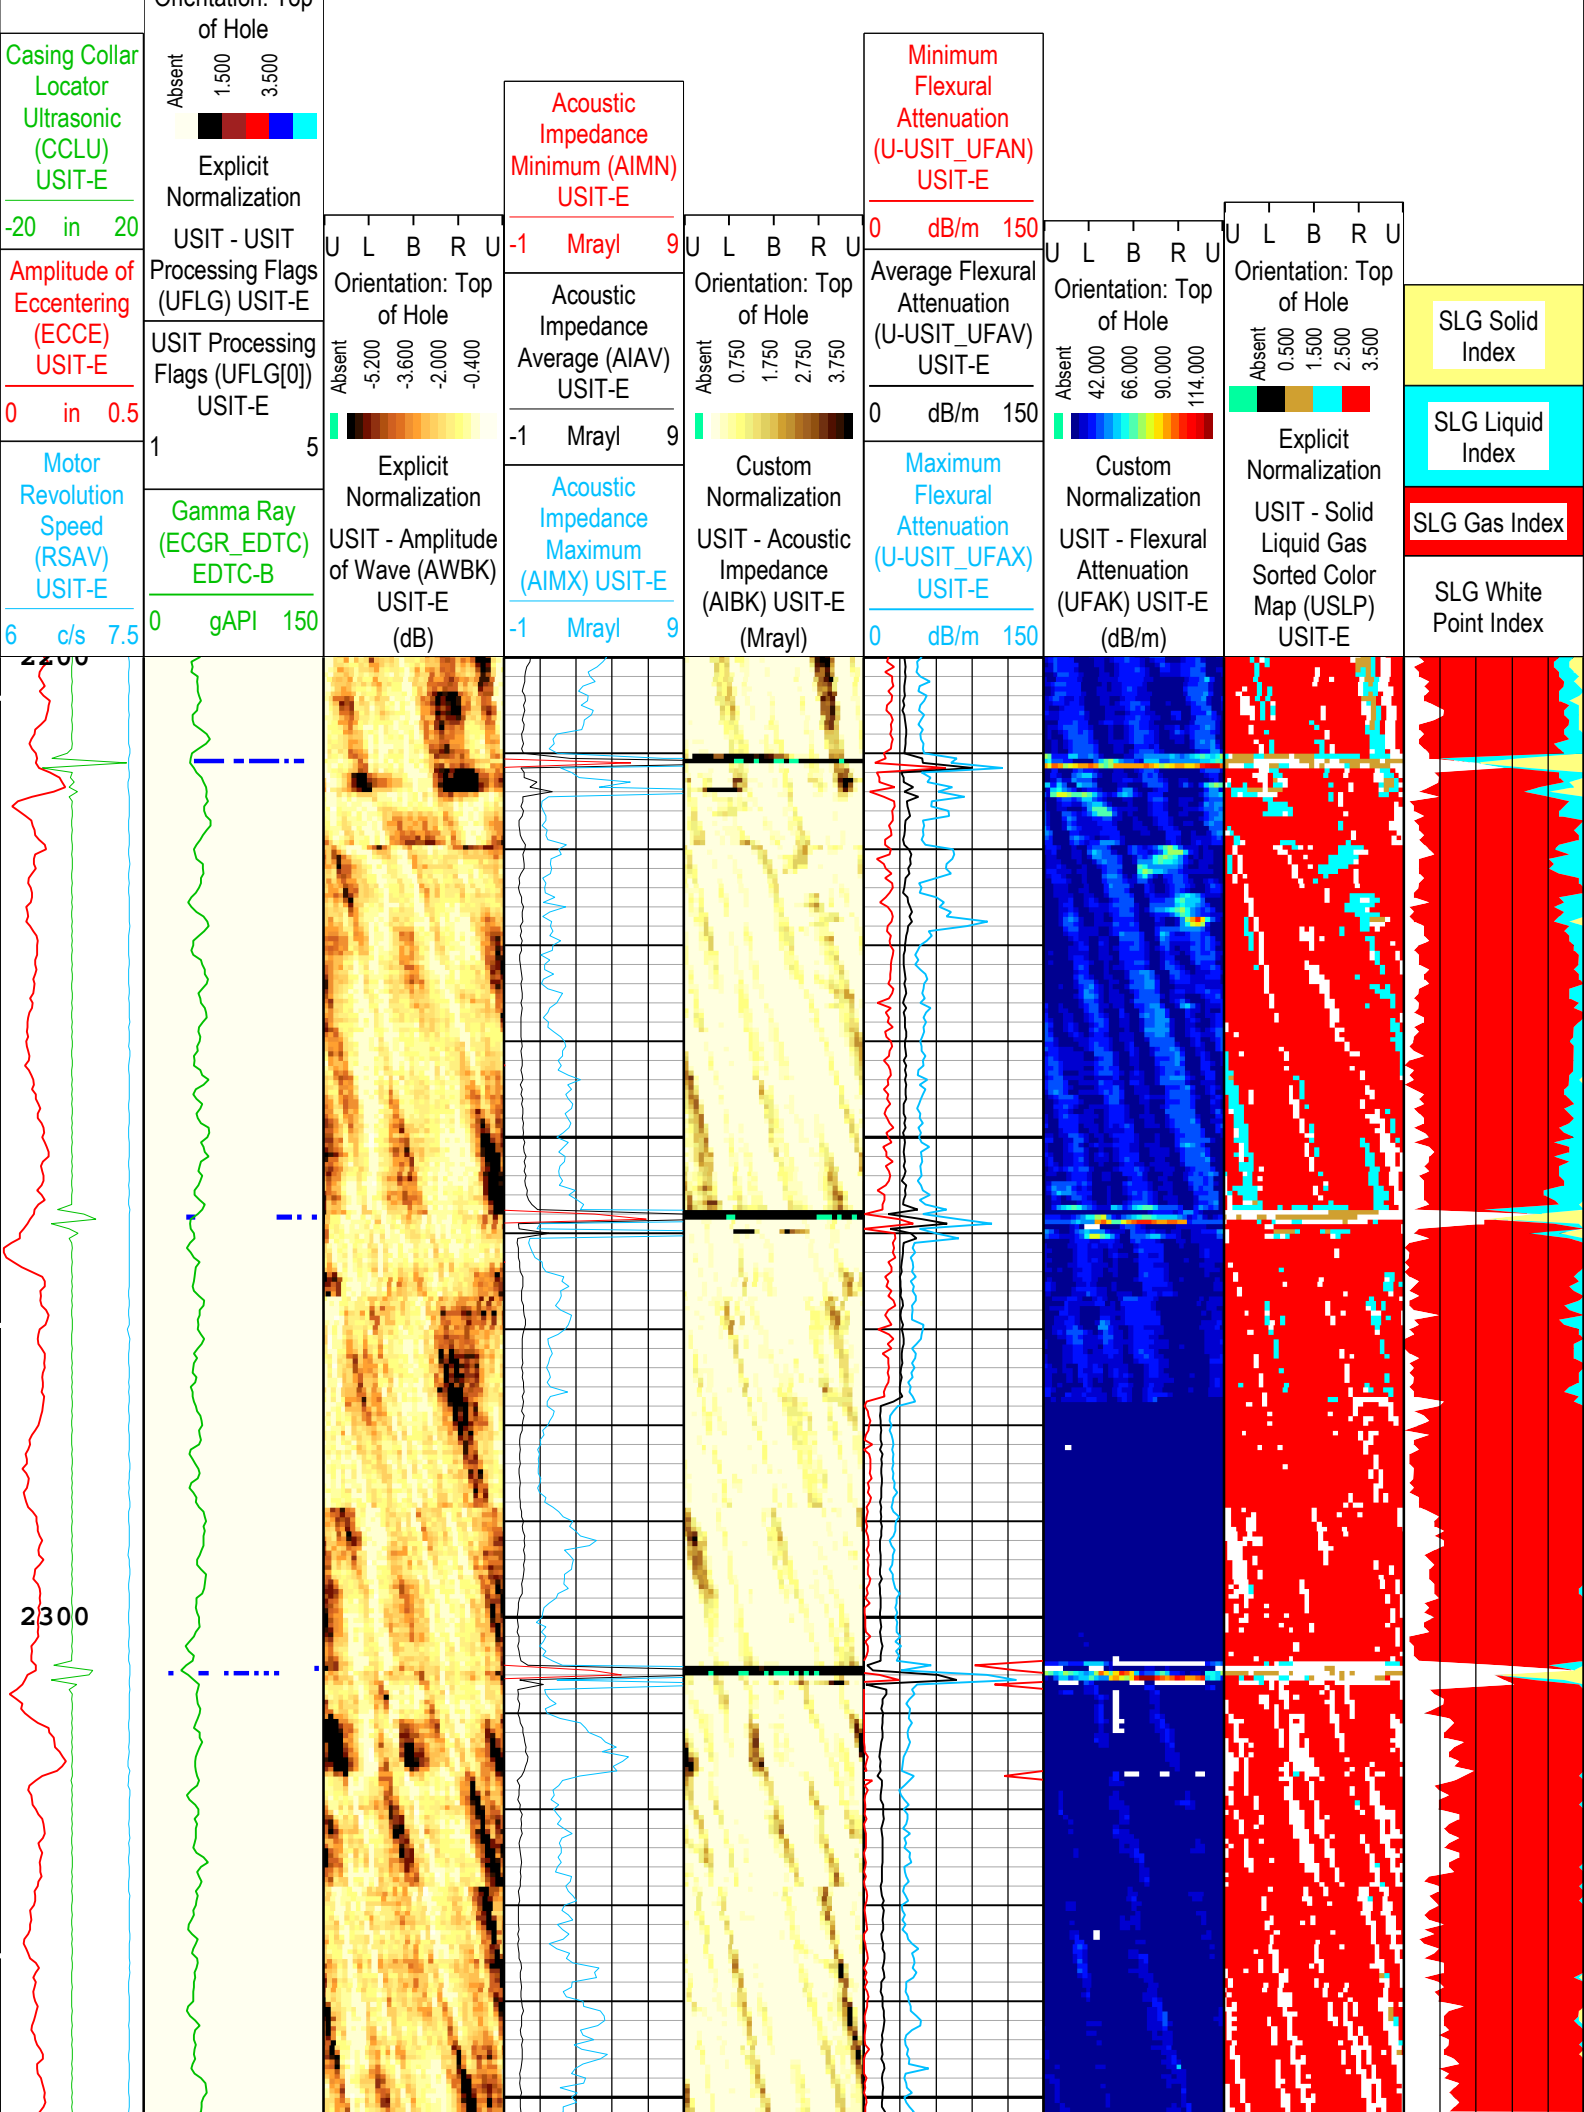 Orientation: Top
of Hole
Absent
1.500
3.500
Explicit
Normalization
USIT - USIT
Processing Flags
(UFLG) USIT-E
USIT Processing
Flags (UFLG[0])
USIT-E
1 5
Gamma Ray
(ECGR_EDTC)
EDTC-B
0 gAPI 150
Casing Collar
Locator
Ultrasonic
(CCLU)
USIT-E
-20 in 20
Amplitude of
Eccentering
(ECCE)
USIT-E
0 in 0.5
Motor
Revolution
Speed
(RSAV)
USIT-E
6 c/s 7.5
U L B R U
Orientation: Top
of Hole
Absent
-5.200
-3.600
-2.000
-0.400
Explicit
Normalization
USIT - Amplitude
of Wave (AWBK)
USIT-E
(dB)
Acoustic
Impedance
Minimum (AIMN)
USIT-E
-1 Mrayl 9
Acoustic
Impedance
Average (AIAV)
USIT-E
-1 Mrayl 9
Acoustic
Impedance
Maximum
(AIMX) USIT-E
-1 Mrayl 9
U L B R U
Orientation: Top
of Hole
Absent
0.750
1.750
2.750
3.750
Custom
Normalization
USIT - Acoustic
Impedance
(AIBK) USIT-E
(Mrayl)
Minimum
Flexural
Attenuation
(U-USIT_UFAN)
USIT-E
0 dB/m 150
Average Flexural
Attenuation
(U-USIT_UFAV)
USIT-E
0 dB/m 150
Maximum
Flexural
Attenuation
(U-USIT_UFAX)
USIT-E
0 dB/m 150
U L B R U
Orientation: Top
of Hole
Absent
42.000
66.000
90.000
114.000
Custom
Normalization
USIT - Flexural
Attenuation
(UFAK) USIT-E
(dB/m)
U L B R U
Orientation: Top
of Hole
Absent
0.500
1.500
2.500
3.500
Explicit
Normalization
USIT - Solid
Liquid Gas
Sorted Color
Map (USLP)
USIT-E
SLG Solid
Index
SLG Liquid
Index
SLG Gas Index
SLG White
Point Index
2200
2300